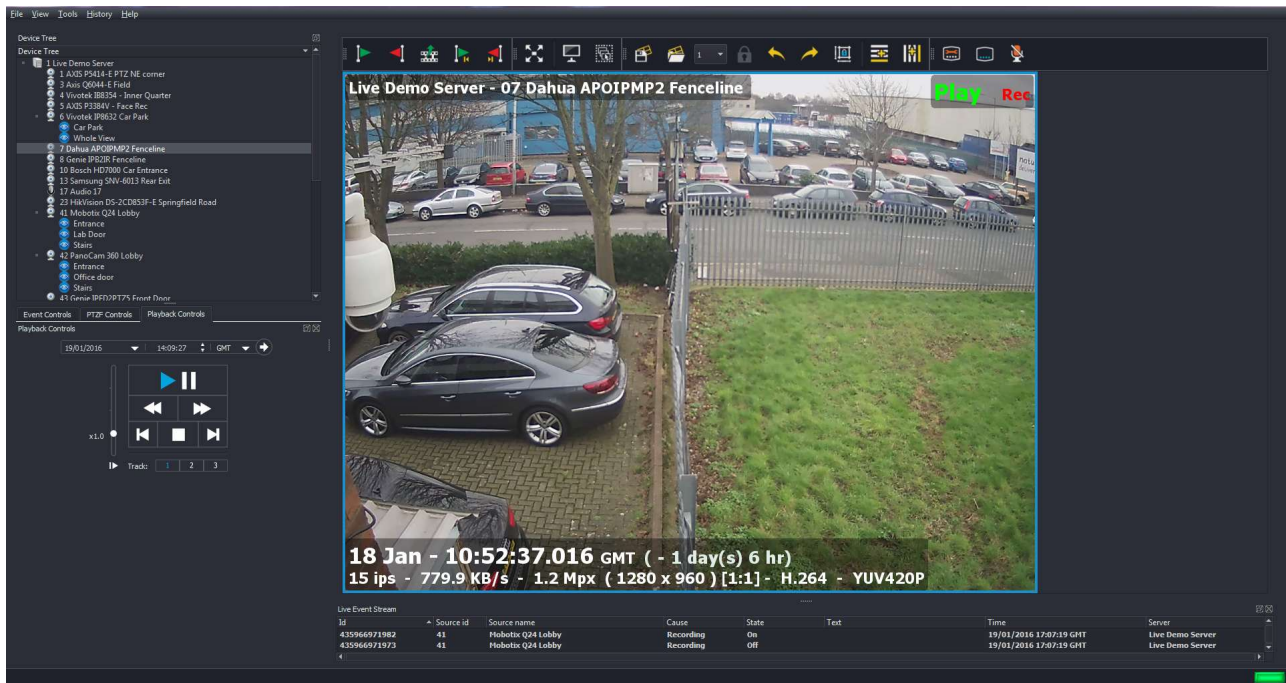 File View Tools History Help
Device Tree
Device Tree
1 Live Demo Server
1 AXIS P5414-E PTZ NE corner
3 Axis Q6044-E Field
4 Vivotek IB8354 - Inner Quarter
5 AXIS P3384V - Face Rec
6 Vivotek IP8632 Car Park
Car Park
Whole View
7 Dahua APOIPMP2 Fenceline
8 Genie IPB2IR Fenceline
10 Bosch HD7000 Car Entrance
13 Samsung SNV-6013 Rear Exit
17 Audio 17
23 HikVision DS-2CD853F-E Springfield Road
41 Mobotix Q24 Lobby
Entrance
Lab Door
Stairs
42 PanoCam 360 Lobby
Entrance
Office door
Stairs
43 Genie IPFD2PTZ5 Front Door
Event Controls PTZF Controls Playback Controls
Playback Controls
19/01/2016 14:09:27 GMT
x1.0
Track: 1 2 3
1
Live Demo Server - 07 Dahua APOIPMP2 Fenceline
Play Rec
18 Jan - 10:52:37.016 GMT ( - 1 day(s) 6 hr)
15 ips - 779.9 KB/s - 1.2 Mpx ( 1280 x 960 ) [1:1] - H.264 - YUV420P
Live Event Stream
Id Source id Source name Cause State Text Time Server
435966971982 41 Mobotix Q24 Lobby Recording On 19/01/2016 17:07:19 GMT Live Demo Server
435966971973 41 Mobotix Q24 Lobby Recording Off 19/01/2016 17:07:19 GMT Live Demo Server